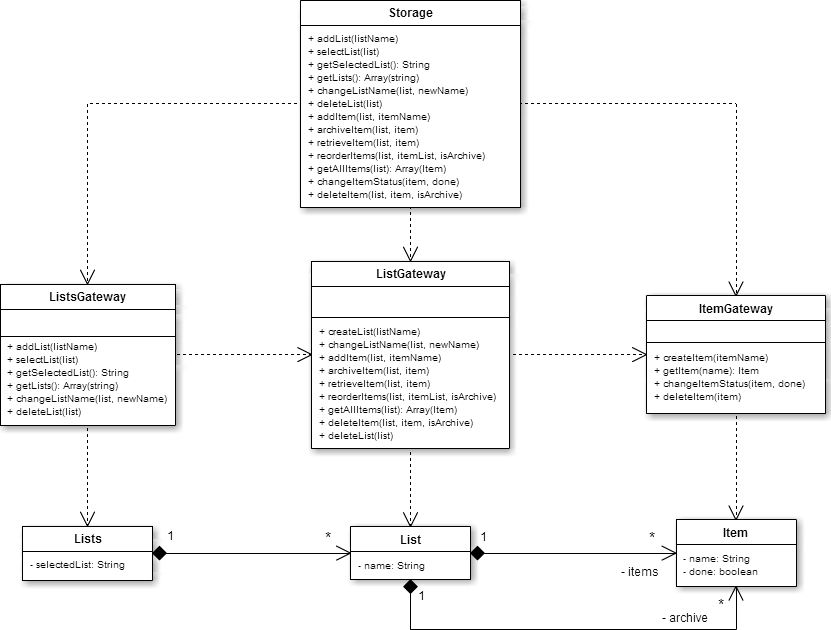 Storage
+ addList(listName)
+ selectList(list)
+ getSelectedList(): String
+ getLists(): Array(string)
+ changeListName(list, newName)
+ deleteList(list)
+ addItem(list, itemName)
+ archiveItem(list, item)
+ retrieveItem(list, item)
+ reorderItems(list, itemList, isArchive)
+ getAllItems(list): Array(Item)
+ changeItemStatus(item, done)
+ deleteItem(list, item, isArchive)
ListsGateway
+ addList(listName)
+ selectList(list)
+ getSelectedList(): String
+ getLists(): Array(string)
+ changeListName(list, newName)
+ deleteList(list)
ListGateway
+ createList(listName)
+ changeListName(list, newName)
+ addItem(list, itemName)
+ archiveItem(list, item)
+ retrieveItem(list, item)
+ reorderItems(list, itemList, isArchive)
+ getAllItems(list): Array(Item)
+ deleteItem(list, item, isArchive)
+ deleteList(list)
ItemGateway
+ createItem(itemName)
+ getItem(name): Item
+ changeItemStatus(item, done)
+ deleteItem(item)
Lists
- selectedList: String
1
*
List
- name: String
1
*
- items
Item
- name: String
- done: boolean
1
*
- archive